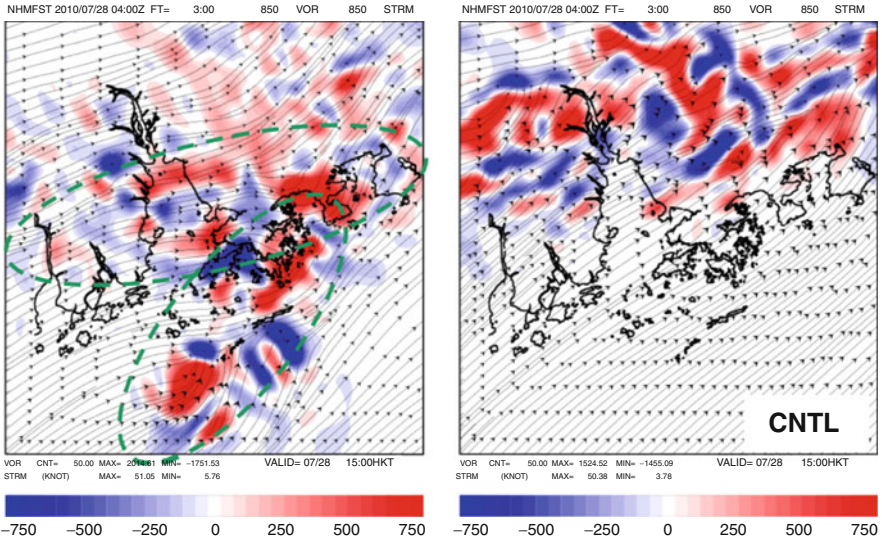 NHMFST 2010/07/28 04:00Z FT= 3:00 850 VOR 850 STRM
NHMFST 2010/07/28 04:00Z FT= 3:00 850 VOR 850 STRM
CNTL
VOR CNT= 50.00 MAX= 2014.61 MIN= −1751.53 VALID= 07/28 15:00HKT
STRM (KNOT) MAX= 51.05 MIN= 5.76
VOR CNT= 50.00 MAX= 1524.52 MIN= −1455.09 VALID= 07/28 15:00HKT
STRM (KNOT) MAX= 50.38 MIN= 3.78
−750 −500 −250 0 250 500 750
−750 −500 −250 0 250 500 750